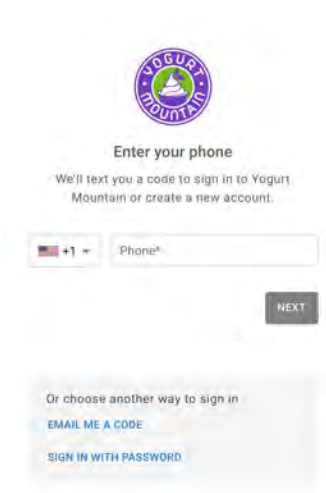 YOGURT
MOUNTAIN
Enter your phone
We'll text you a code to sign in to Yogurt
Mountain or create a new account.
+1
Phone*
NEXT
Or choose another way to sign in
EMAIL ME A CODE
SIGN IN WITH PASSWORD